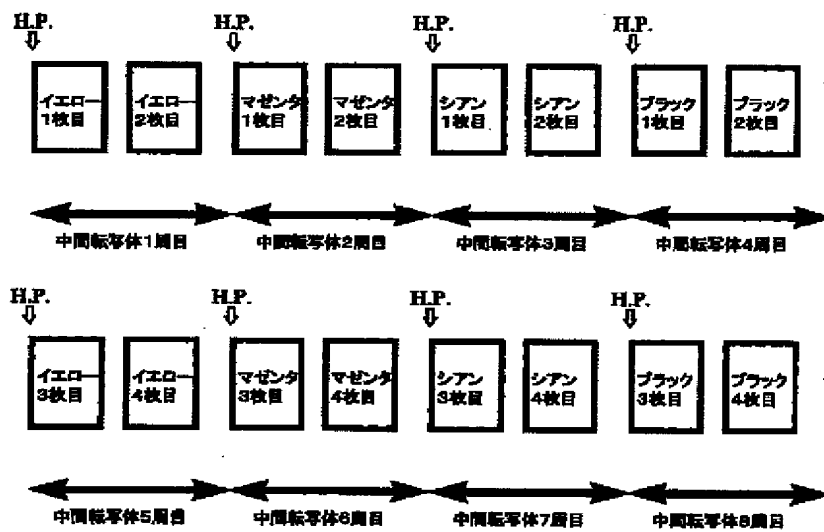 H.P. H.P. H.P. H.P.
イエロー イエロー マゼンタ マゼンタ シアン シアン ブラック ブラック
1枚目 2枚目 1枚目 2枚目 1枚目 2枚目 1枚目 2枚目
中間転写体1周目 中間転写体2周目 中間転写体3周目 中間転写体4周目
H.P. H.P. H.P. H.P.
イエロー イエロー マゼンタ マゼンタ シアン シアン ブラック ブラック
3枚目 4枚目 3枚目 4枚目 3枚目 4枚目 3枚目 4枚目
中間転写体5周目 中間転写体6周目 中間転写体7周目 中間転写体8周目